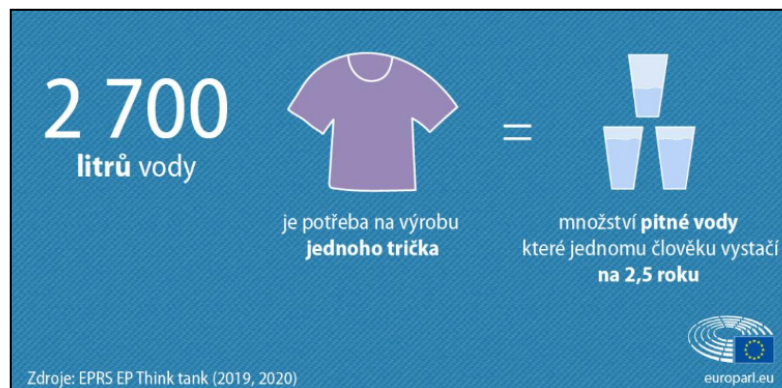 2 700
litrů vody
je potřeba na výrobu
jednoho trička
=
množství pitné vody
které jednomu člověku vystačí
na 2,5 roku
Zdroje: EPRS EP Think tank (2019, 2020)
europarl.eu